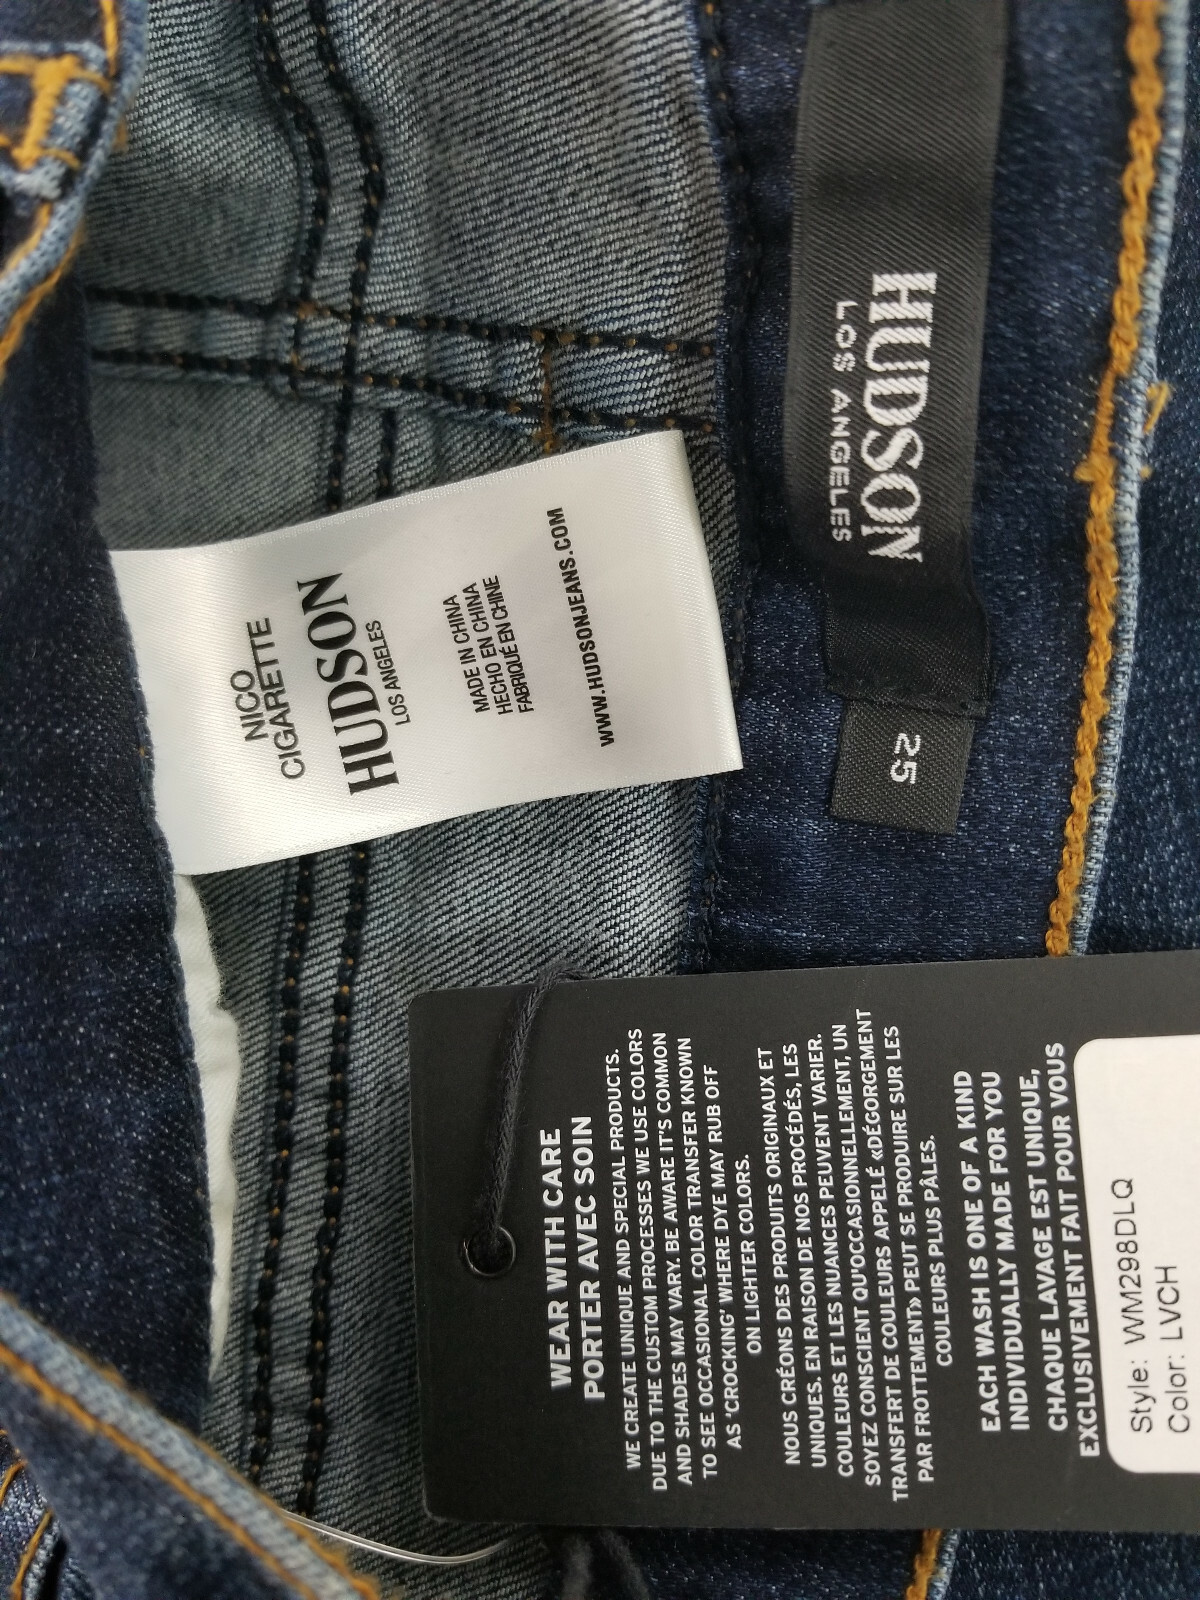 HUDSON
LOS ANGELES
25
NICO
CIGARETTE
HUDSON
LOS ANGELES
MADE IN CHINA
HECHO EN CHINA
FABRIQUÉ EN CHINE
WWW.HUDSONJEANS.COM
WEAR WITH CARE
PORTER AVEC SOIN
WE CREATE UNIQUE AND SPECIAL PRODUCTS.
DUE TO THE CUSTOM PROCESSES WE USE COLORS
AND SHADES MAY VARY. BE AWARE IT'S COMMON
TO SEE OCCASIONAL COLOR TRANSFER KNOWN
AS 'CROCKING' WHERE DYE MAY RUB OFF
ON LIGHTER COLORS.
NOUS CRÉONS DES PRODUITS ORIGINAUX ET
UNIQUES. EN RAISON DE NOS PROCÉDÉS, LES
COULEURS ET LES NUANCES PEUVENT VARIER.
SOYEZ CONSCIENT QU'OCCASIONNELLEMENT, UN
TRANSFERT DE COULEURS APPELÉ «DÉGORGEMENT
PAR FROTTEMENT» PEUT SE PRODUIRE SUR LES
COULEURS PLUS PÂLES.
EACH WASH IS ONE OF A KIND
INDIVIDUALLY MADE FOR YOU
CHAQUE LAVAGE EST UNIQUE,
EXCLUSIVEMENT FAIT POUR VOUS
Style: WM298DLQ
Color: LVCH